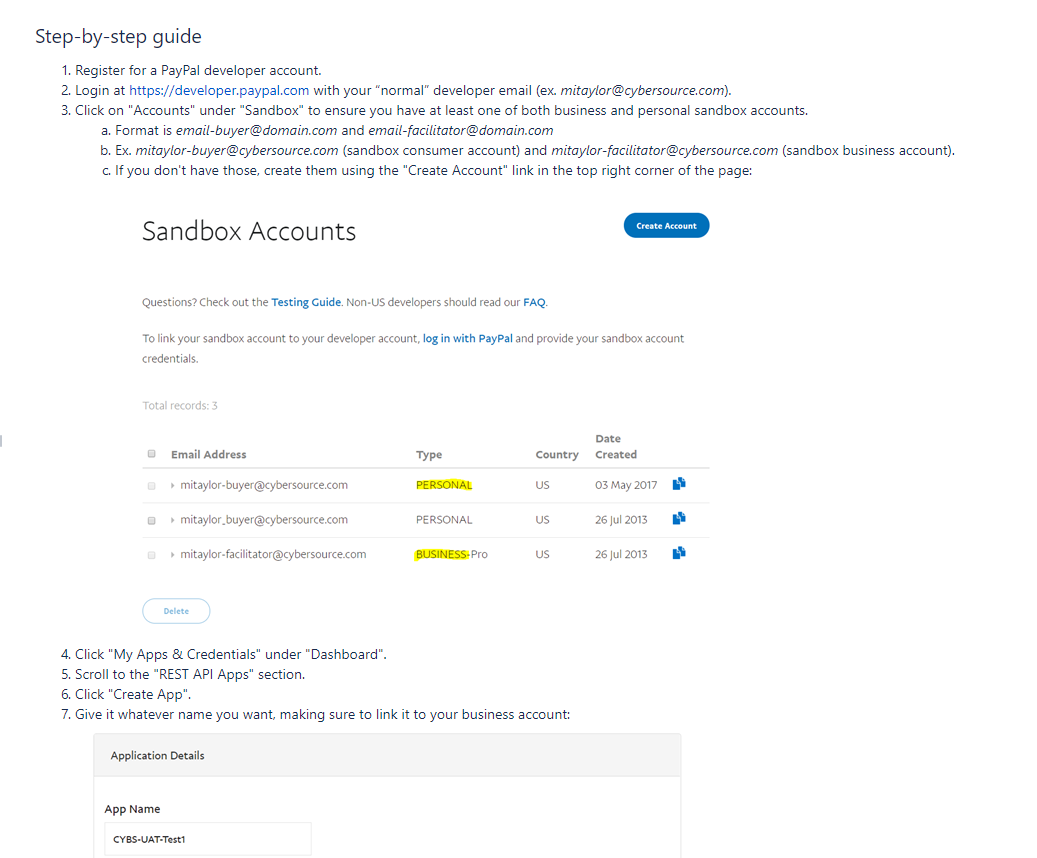 Step-by-step guide
1. Register for a PayPal developer account.
2. Login at https://developer.paypal.com with your “normal” developer email (ex. mitaylor@cybersource.com).
3. Click on "Accounts" under "Sandbox" to ensure you have at least one of both business and personal sandbox accounts.
a. Format is email-buyer@domain.com and email-facilitator@domain.com
b. Ex. mitaylor-buyer@cybersource.com (sandbox consumer account) and mitaylor-facilitator@cybersource.com (sandbox business account).
c. If you don't have those, create them using the "Create Account" link in the top right corner of the page:
Sandbox Accounts
Create Account
Questions? Check out the Testing Guide. Non-US developers should read our FAQ.
To link your sandbox account to your developer account, log in with PayPal and provide your sandbox account
credentials.
Total records: 3
Email Address Type Country Date Created
mitaylor-buyer@cybersource.com PERSONAL US 03 May 2017
mitaylor_buyer@cybersource.com PERSONAL US 26 Jul 2013
mitaylor-facilitator@cybersource.com BUSINESS-Pro US 26 Jul 2013
Delete
4. Click "My Apps & Credentials" under "Dashboard".
5. Scroll to the "REST API Apps" section.
6. Click "Create App".
7. Give it whatever name you want, making sure to link it to your business account:
Application Details
App Name
CYBS-UAT-Test1